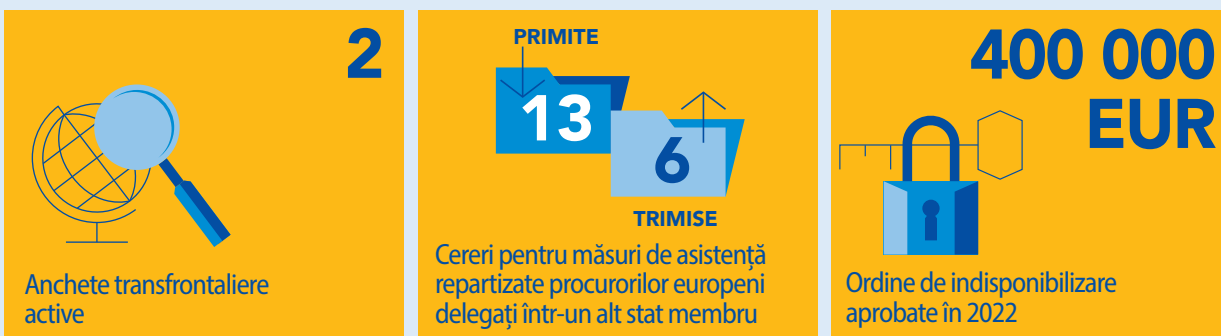 2
Anchete transfrontaliere
active
PRIMITE
13
6
TRIMISE
Cereri pentru măsuri de asistență
repartizate procurorilor europeni
delegați într-un alt stat membru
400 000
EUR
Ordine de indisponibilizare
aprobate în 2022